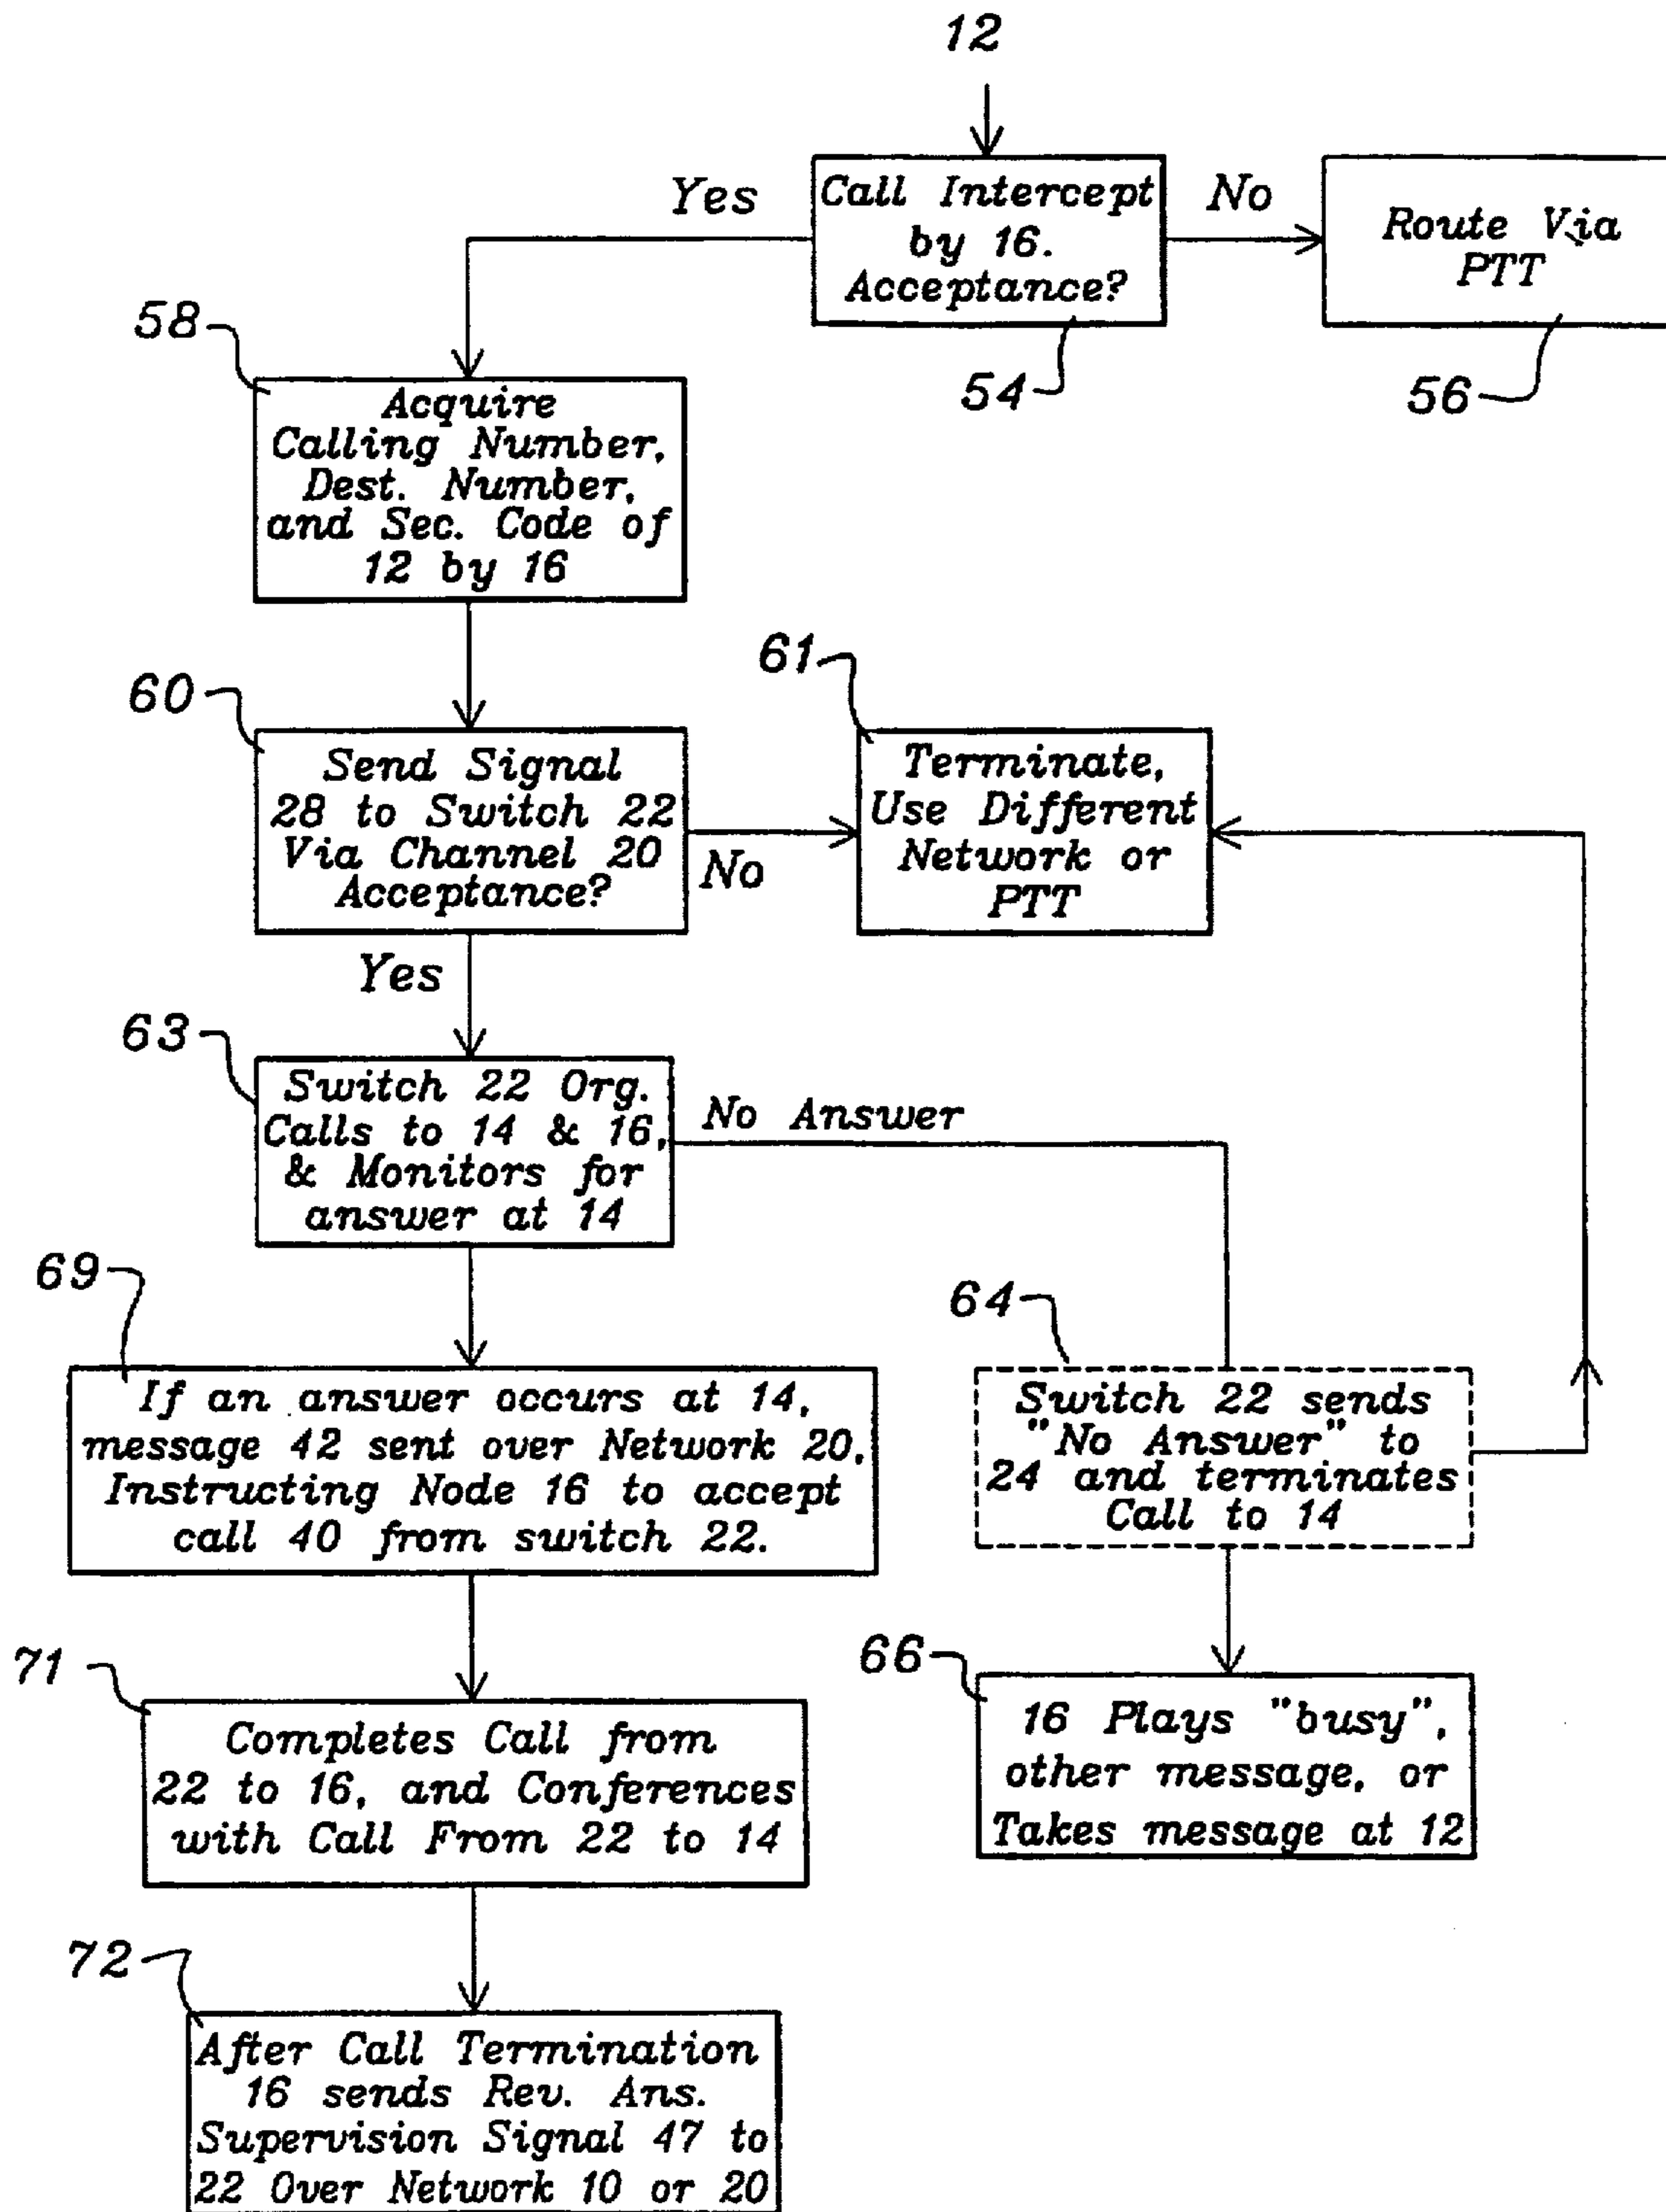 12
Yes
Call Intercept
by 16.
Acceptance?
No
Route Via
PTT
54
56
58
Acquire
Calling Number,
Dest. Number,
and Sec. Code of
12 by 16
60
Send Signal
28 to Switch 22
Via Channel 20
Acceptance?
No
61
Terminate,
Use Different
Network or
PTT
Yes
63
Switch 22 Org.
Calls to 14 & 16,
& Monitors for
answer at 14
No Answer
64
Switch 22 sends
"No Answer" to
24 and terminates
Call to 14
69
If an answer occurs at 14,
message 42 sent over Network 20,
Instructing Node 16 to accept
call 40 from switch 22.
66
16 Plays "busy",
other message, or
Takes message at 12
71
Completes Call from
22 to 16, and Conferences
with Call From 22 to 14
72
After Call Termination
16 sends Rev. Ans.
Supervision Signal 47 to
22 Over Network 10 or 20